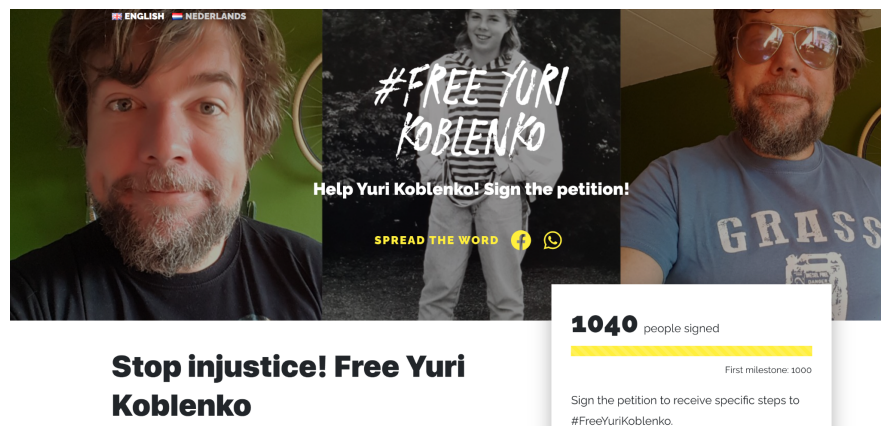 ENGLISH NEDERLANDS
#FREE YURI
KOBLENKO
Help Yuri Koblenko! Sign the petition!
SPREAD THE WORD
GRASS
1040 people signed
First milestone: 1000
Stop injustice! Free Yuri
Koblenko
Sign the petition to receive specific steps to
#FreeYuriKoblenko.